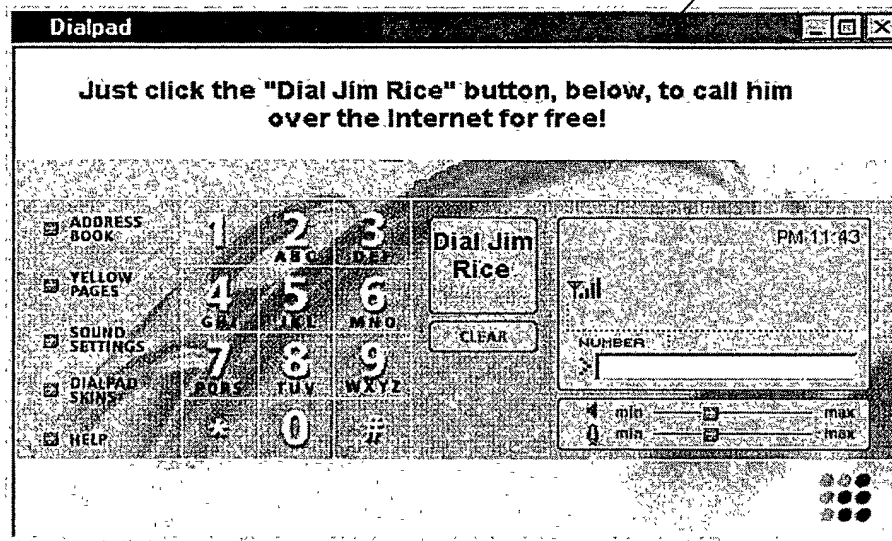 Dialpad
Just click the "Dial Jim Rice" button, below, to call him
over the Internet for free!
ADDRESS
BOOK
YELLOW
PAGES
SOUND
SETTINGS
DIALPAD
SKINS
HELP
1 2 3
ABC DEF
4 5 6
GHI JKL MNO
7 8 9
PQRS TUV WXYZ
* 0 #
Dial Jim
Rice
CLEAR
PM 11:43
NUMBER
min max
min max